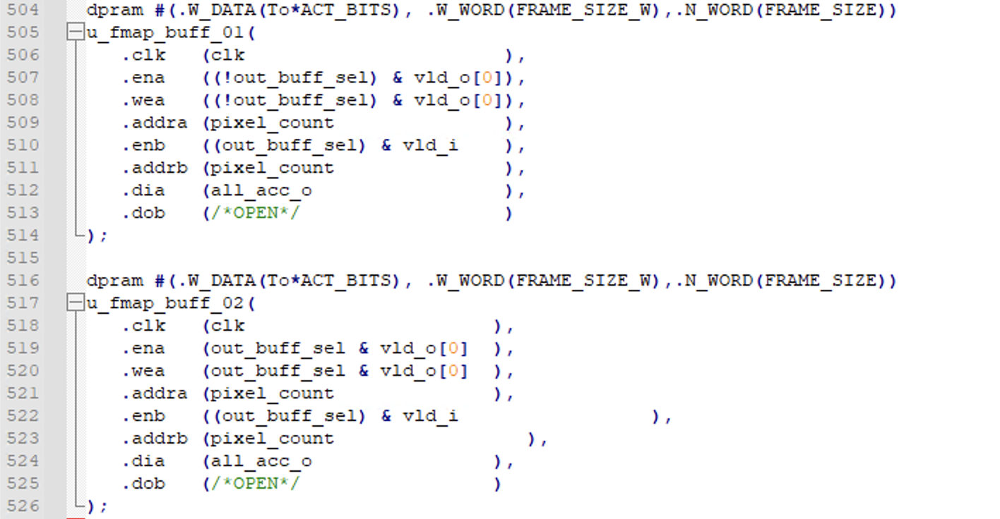 504 dpram #(.W_DATA(To*ACT_BITS), .W_WORD(FRAME_SIZE_W),.N_WORD(FRAME_SIZE))
505 u_fmap_buff_01(
506 .clk (clk ),
507 .ena ((!out_buff_sel) & vld_o[0]),
508 .wea ((!out_buff_sel) & vld_o[0]),
509 .addra (pixel_count ),
510 .enb ((out_buff_sel) & vld_i ),
511 .addrb (pixel_count ),
512 .dia (all_acc_o ),
513 .dob (/*OPEN*/ )
514 );
515
516 dpram #(.W_DATA(To*ACT_BITS), .W_WORD(FRAME_SIZE_W),.N_WORD(FRAME_SIZE))
517 u_fmap_buff_02(
518 .clk (clk ),
519 .ena (out_buff_sel & vld_o[0] ),
520 .wea (out_buff_sel & vld_o[0] ),
521 .addra (pixel_count ),
522 .enb ((out_buff_sel) & vld_i ),
523 .addrb (pixel_count ),
524 .dia (all_acc_o ),
525 .dob (/*OPEN*/ )
526 );